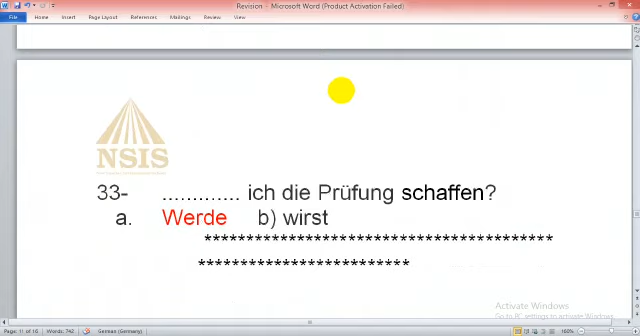 Revision - Microsoft Word (Product Activation Failed)
File Home Insert Page Layout References Mailings Review View
NSIS
33- ............. ich die Prüfung schaffen?
a. Werde b) wirst
*****************************************
*************************
Activate Windows
Go to PC settings to activate Windows.
Page: 11 of 16 Words: 742 German (Germany) 160%